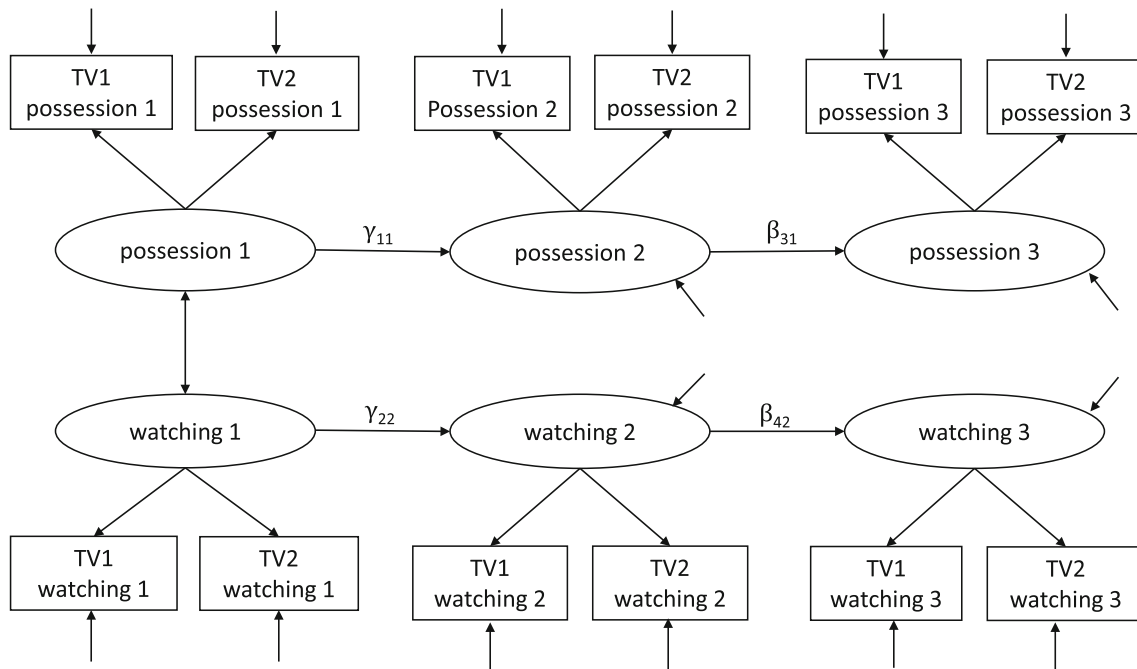 TV1
possession 1
TV2
possession 1
TV1
Possession 2
TV2
possession 2
TV1
possession 3
TV2
possession 3
possession 1
γ11
possession 2
β31
possession 3
watching 1
γ22
watching 2
β42
watching 3
TV1
watching 1
TV2
watching 1
TV1
watching 2
TV2
watching 2
TV1
watching 3
TV2
watching 3